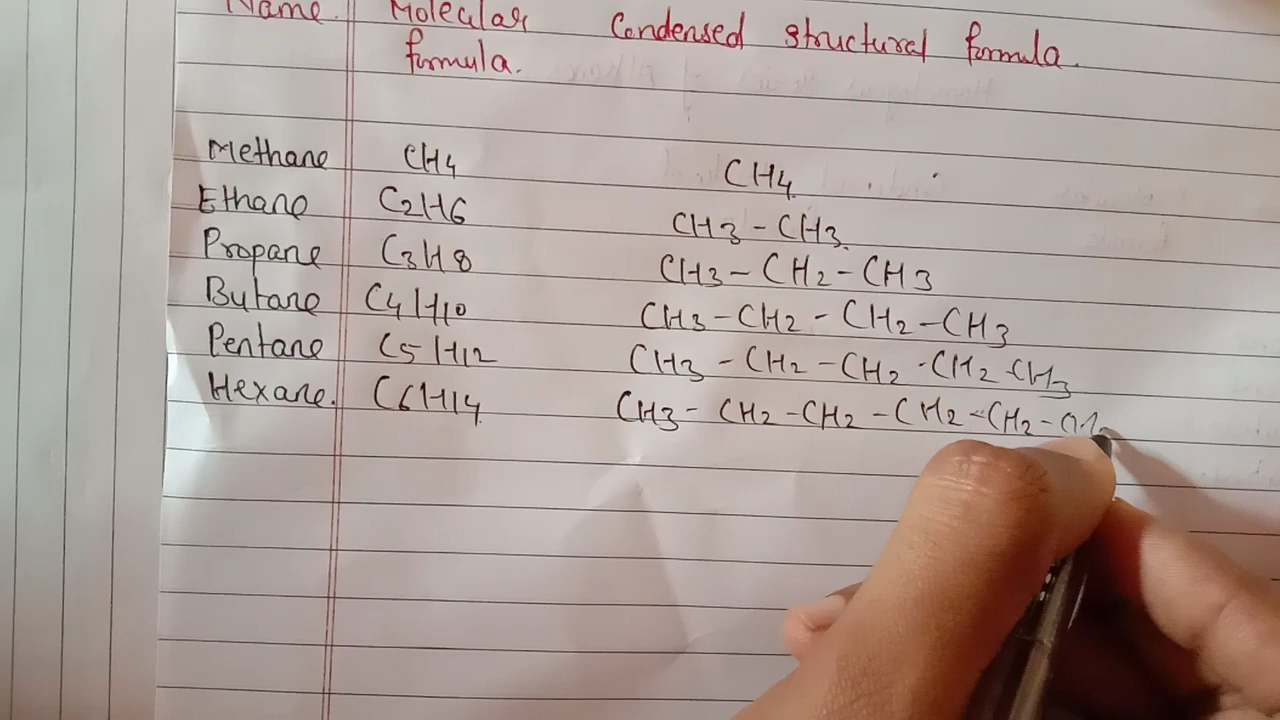 Name. Molecular Condensed structural formula.
formula.
Methane CH4 CH4
Ethane C2H6 CH3-CH3.
Propane C3H8 CH3-CH2-CH3
Butane C4H10 CH3-CH2-CH2-CH3
Pentane C5H12 CH3-CH2-CH2-CH2-CH3
Hexane. C6H14 CH3-CH2-CH2-CH2-CH2-